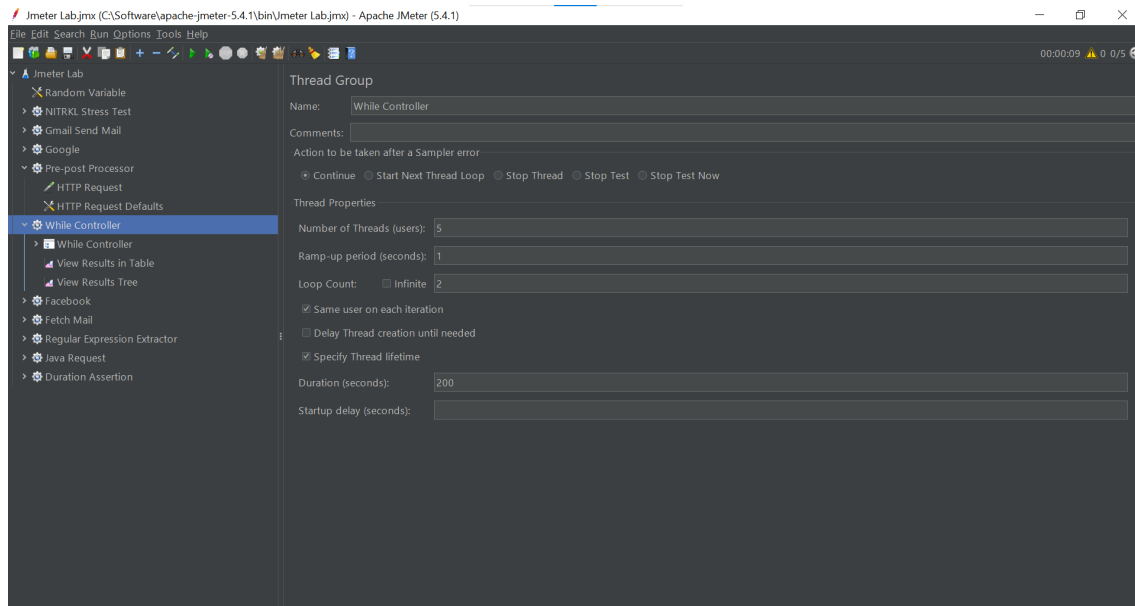 Jmeter Lab.jmx (C:\Software\apache-jmeter-5.4.1\bin\Jmeter Lab.jmx) - Apache JMeter (5.4.1)
File Edit Search Run Options Tools Help
00:00:09 0 0/5
Jmeter Lab
Random Variable
NITRKL Stress Test
Gmail Send Mail
Google
Pre-post Processor
HTTP Request
HTTP Request Defaults
While Controller
While Controller
View Results in Table
View Results Tree
Facebook
Fetch Mail
Regular Expression Extractor
Java Request
Duration Assertion
Thread Group
Name: While Controller
Comments:
Action to be taken after a Sampler error
Continue Start Next Thread Loop Stop Thread Stop Test Stop Test Now
Thread Properties
Number of Threads (users): 5
Ramp-up period (seconds): 1
Loop Count: Infinite 2
Same user on each iteration
Delay Thread creation until needed
Specify Thread lifetime
Duration (seconds): 200
Startup delay (seconds):